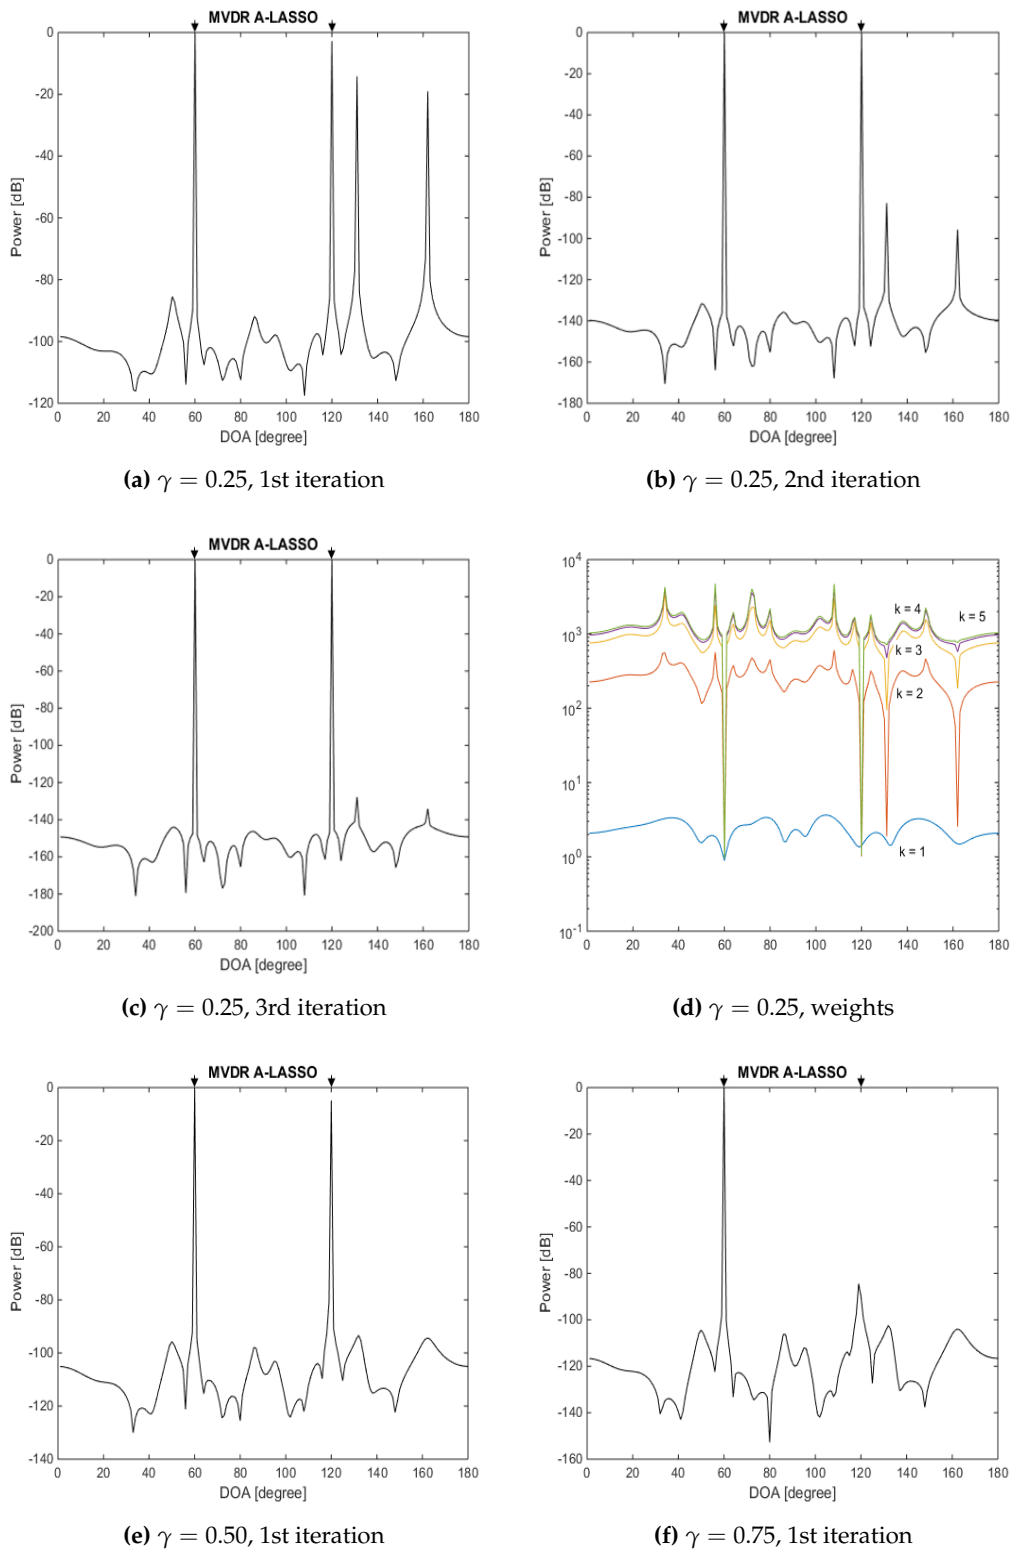 MVDR A-LASSO
0
-20
-40
-60
-80
-100
-120
Power [dB]
0 20 40 60 80 100 120 140 160 180
DOA [degree]
(a) γ = 0.25, 1st iteration
MVDR A-LASSO
0
-20
-40
-60
-80
-100
-120
-140
-160
-180
Power [dB]
0 20 40 60 80 100 120 140 160 180
DOA [degree]
(b) γ = 0.25, 2nd iteration
MVDR A-LASSO
0
-20
-40
-60
-80
-100
-120
-140
-160
-180
-200
Power [dB]
0 20 40 60 80 100 120 140 160 180
DOA [degree]
(c) γ = 0.25, 3rd iteration
10^4
10^3
10^2
10^1
10^0
10^-1
k = 4
k = 5
k = 3
k = 2
k = 1
0 20 40 60 80 100 120 140 160 180
(d) γ = 0.25, weights
MVDR A-LASSO
0
-20
-40
-60
-80
-100
-120
-140
Power [dB]
0 20 40 60 80 100 120 140 160 180
DOA [degree]
(e) γ = 0.50, 1st iteration
MVDR A-LASSO
0
-20
-40
-60
-80
-100
-120
-140
-160
Power [dB]
0 20 40 60 80 100 120 140 160 180
DOA [degree]
(f) γ = 0.75, 1st iteration